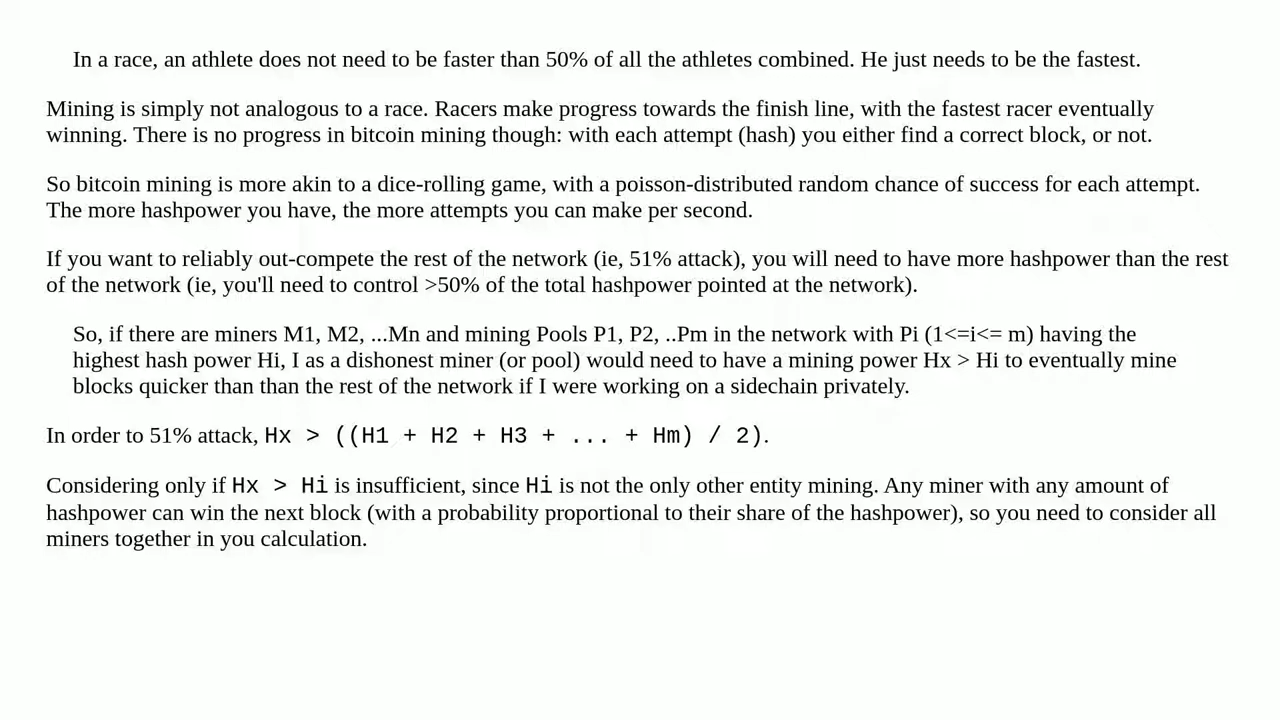 In a race, an athlete does not need to be faster than 50% of all the athletes combined. He just needs to be the fastest.
Mining is simply not analogous to a race. Racers make progress towards the finish line, with the fastest racer eventually
winning. There is no progress in bitcoin mining though: with each attempt (hash) you either find a correct block, or not.
So bitcoin mining is more akin to a dice-rolling game, with a poisson-distributed random chance of success for each attempt.
The more hashpower you have, the more attempts you can make per second.
If you want to reliably out-compete the rest of the network (ie, 51% attack), you will need to have more hashpower than the rest
of the network (ie, you'll need to control >50% of the total hashpower pointed at the network).
So, if there are miners M1, M2, ...Mn and mining Pools P1, P2, ..Pm in the network with Pi (1<=i<= m) having the
highest hash power Hi, I as a dishonest miner (or pool) would need to have a mining power Hx > Hi to eventually mine
blocks quicker than than the rest of the network if I were working on a sidechain privately.
In order to 51% attack, Hx > ((H1 + H2 + H3 + ... + Hm) / 2).
Considering only if Hx > Hi is insufficient, since Hi is not the only other entity mining. Any miner with any amount of
hashpower can win the next block (with a probability proportional to their share of the hashpower), so you need to consider all
miners together in you calculation.